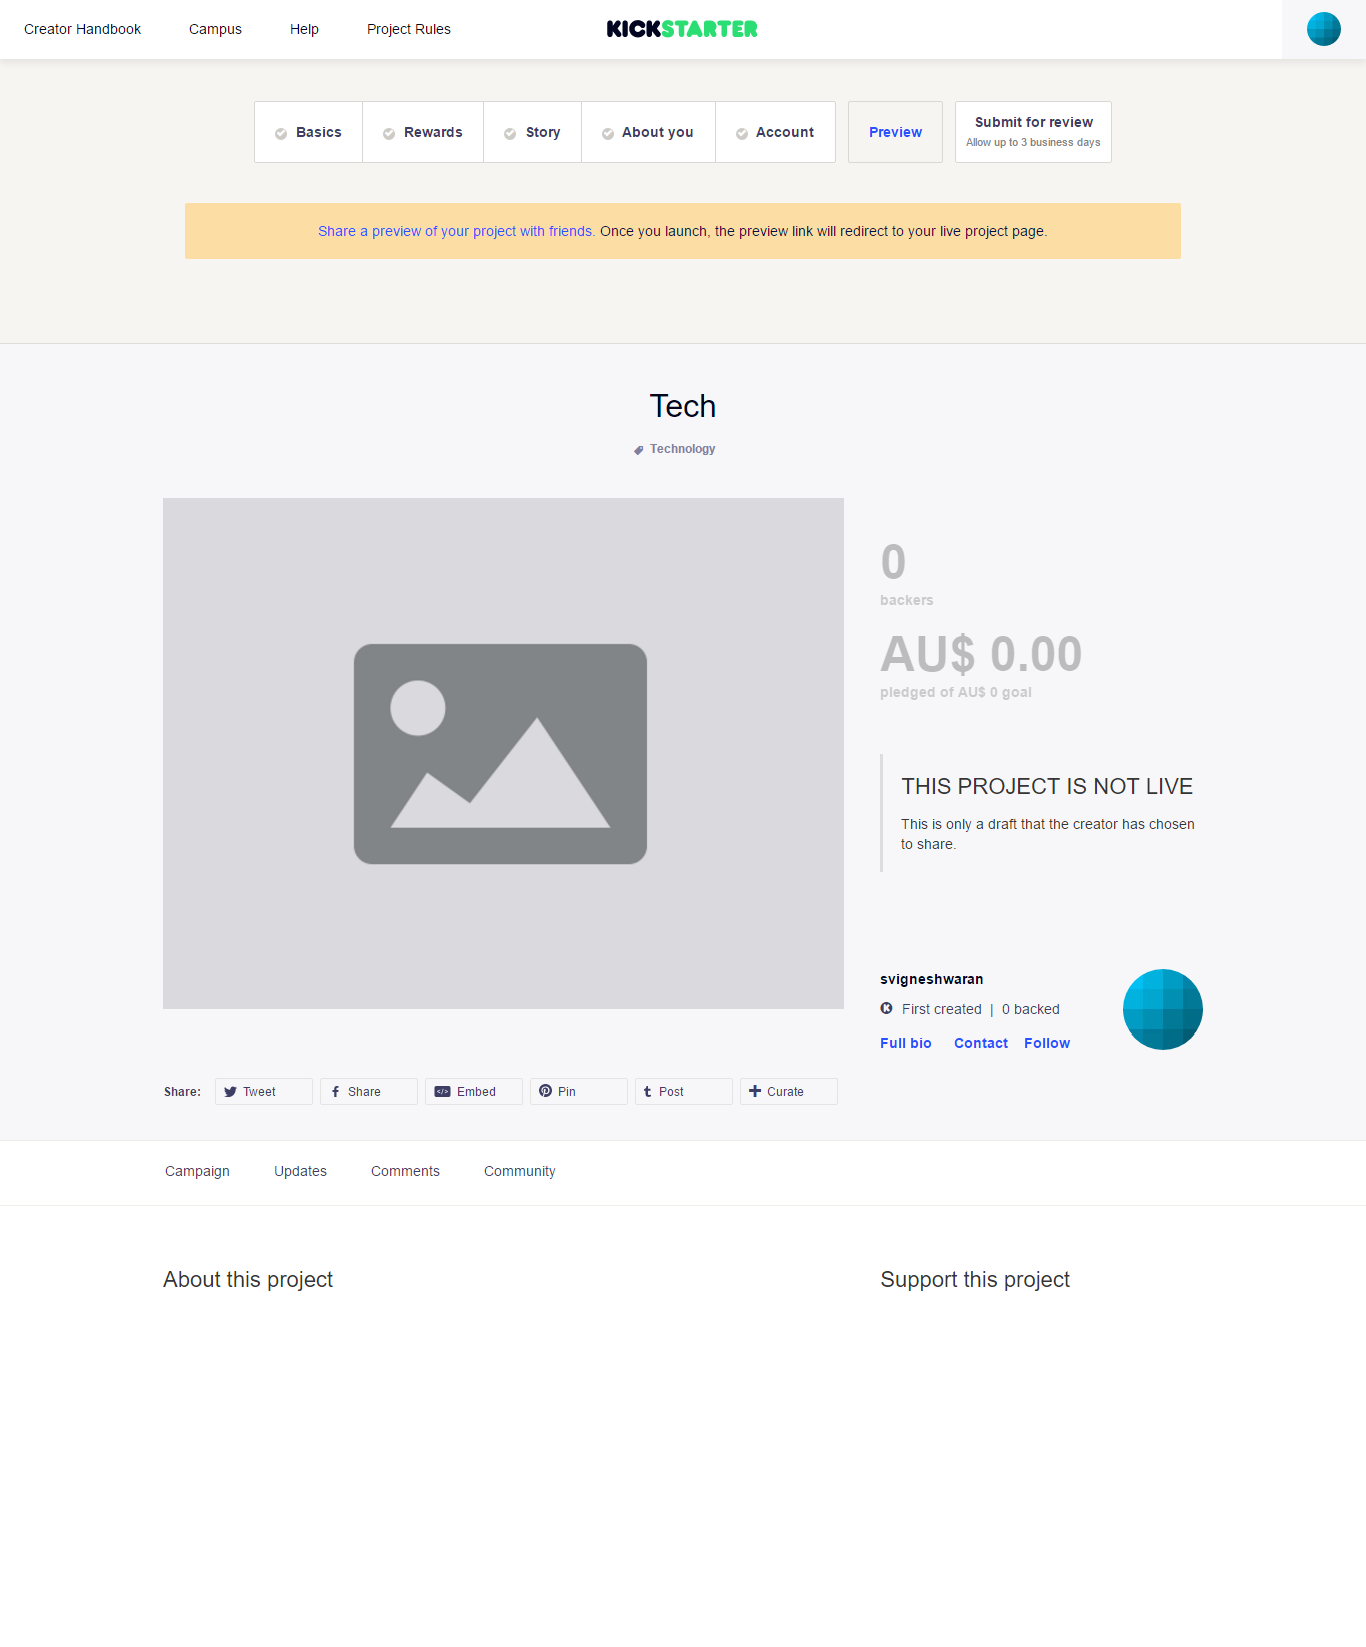 Creator Handbook Campus Help Project Rules KICKSTARTER
Basics Rewards Story About you Account Preview Submit for review
Allow up to 3 business days
Share a preview of your project with friends. Once you launch, the preview link will redirect to your live project page.
Tech
Technology
0
backers
AU$ 0.00
pledged of AU$ 0 goal
THIS PROJECT IS NOT LIVE
This is only a draft that the creator has chosen
to share.
svigneshwaran
First created | 0 backed
Full bio Contact Follow
Share: Tweet Share Embed Pin Post Curate
Campaign Updates Comments Community
About this project Support this project